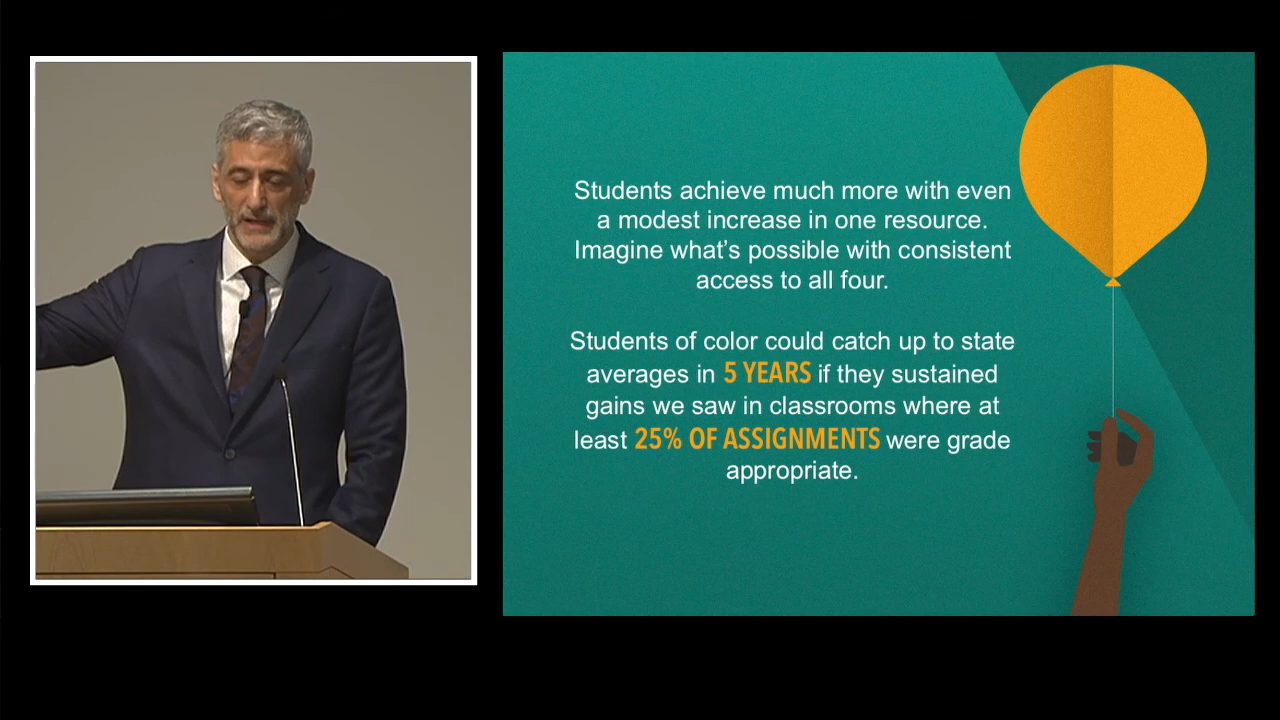 Students achieve much more with even
a modest increase in one resource.
Imagine what's possible with consistent
access to all four.
Students of color could catch up to state
averages in 5 YEARS if they sustained
gains we saw in classrooms where at
least 25% OF ASSIGNMENTS were grade
appropriate.